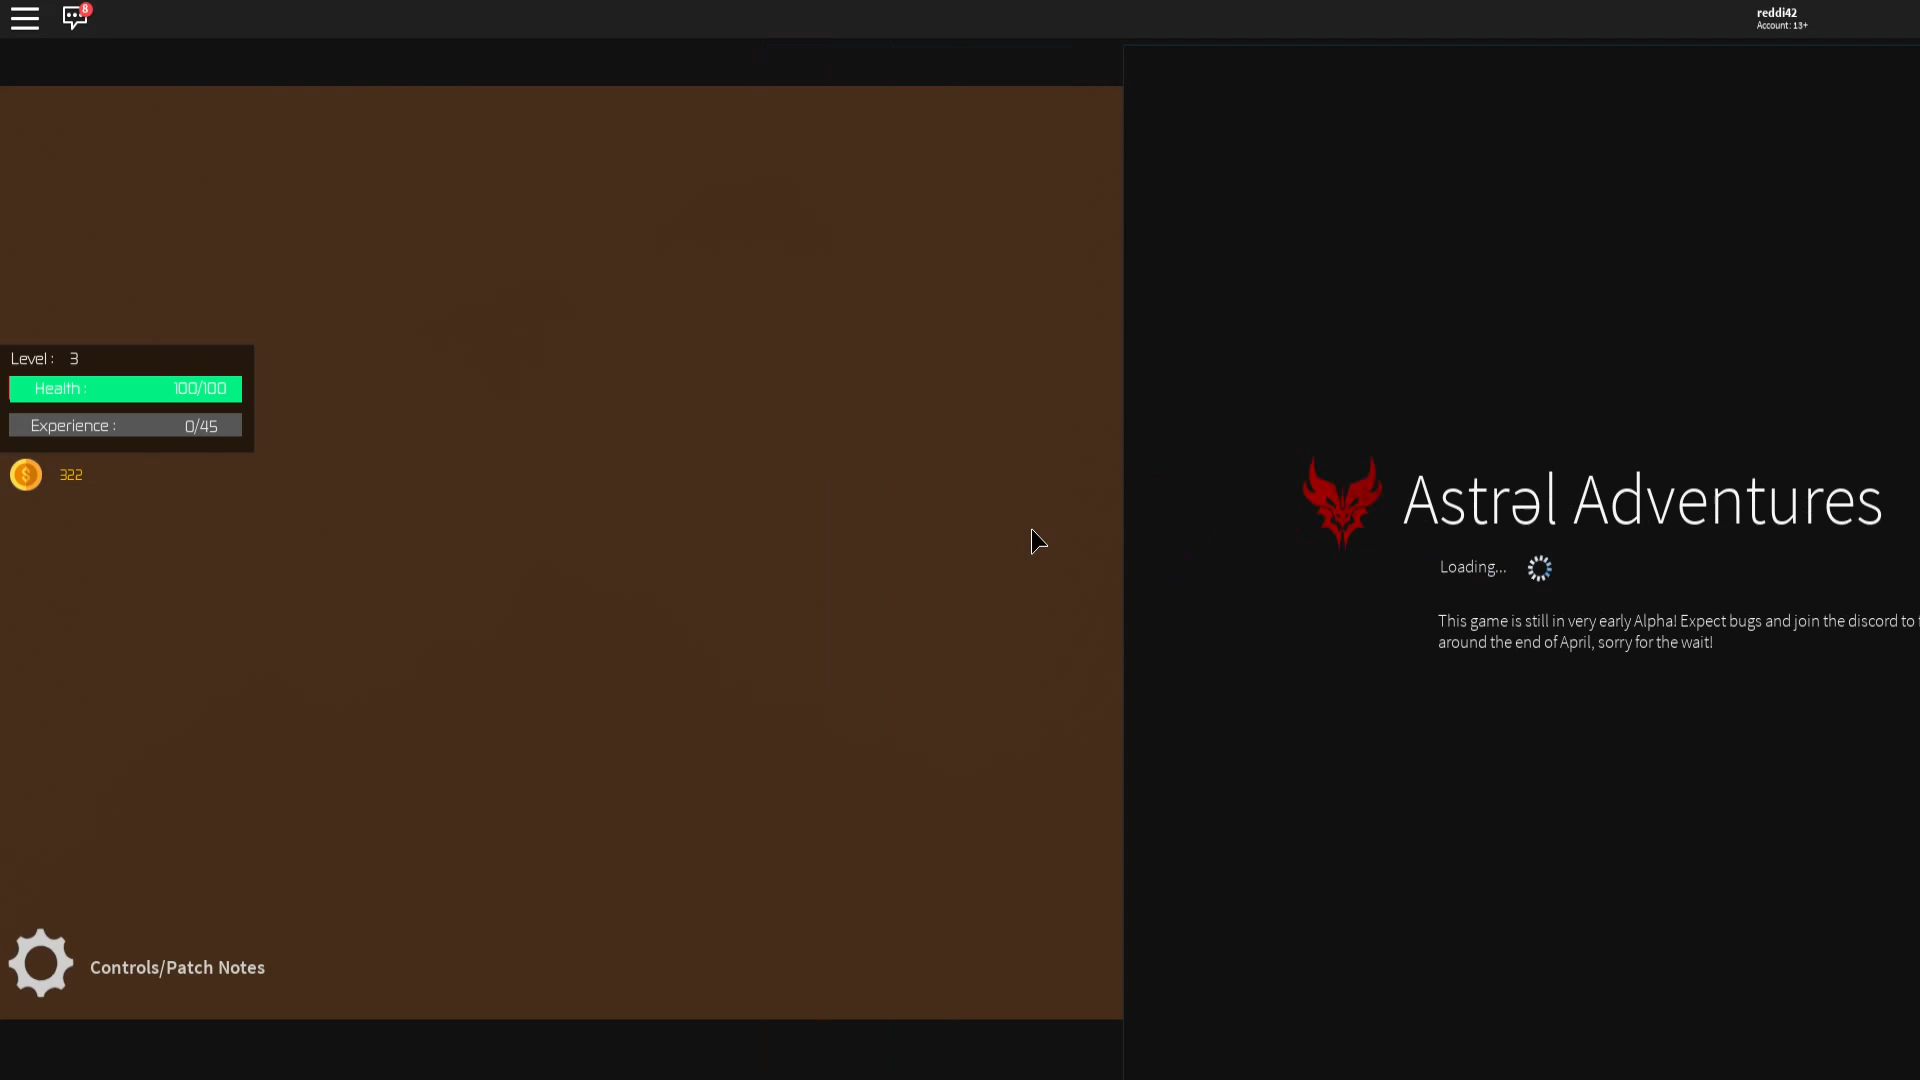 8
reddi42
Account: 13+
Level : 3
Health : 100/100
Experience : 0/45
322
Astrəl Adventures
Loading...
This game is still in very early Alpha! Expect bugs and join the discord to
around the end of April, sorry for the wait!
Controls/Patch Notes